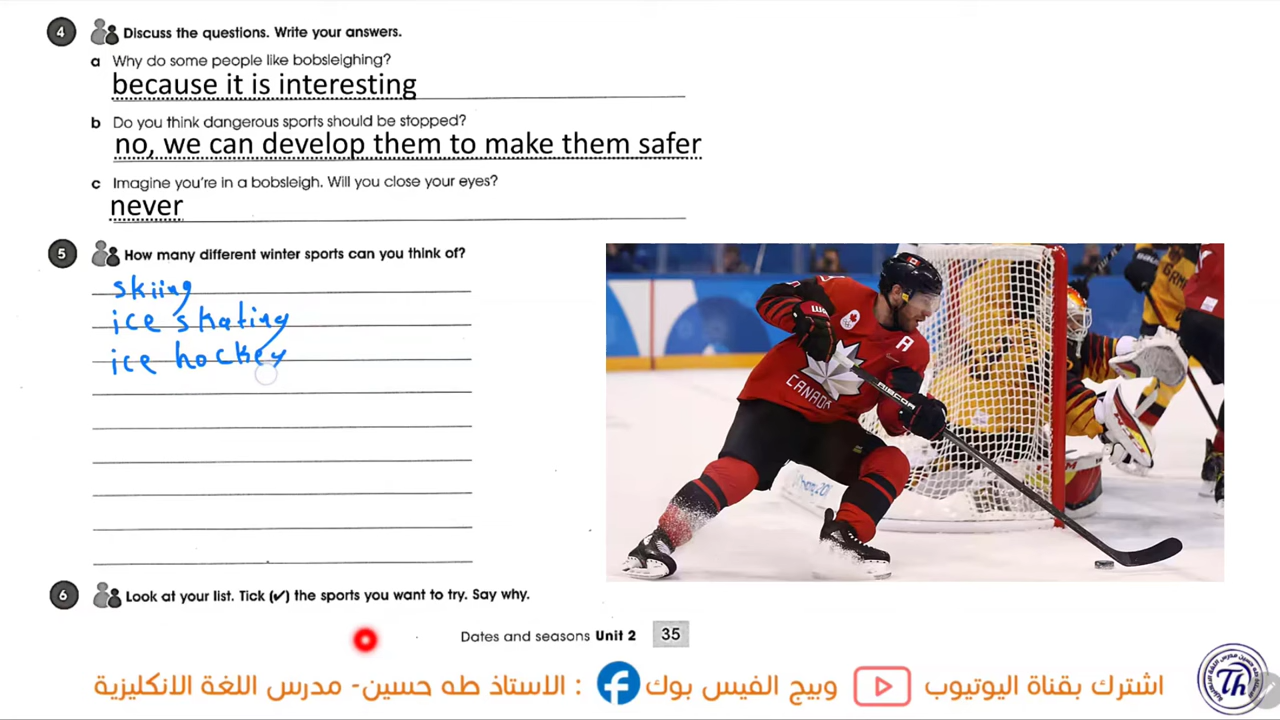 4 Discuss the questions. Write your answers.
a Why do some people like bobsleighing?
because it is interesting
b Do you think dangerous sports should be stopped?
no, we can develop them to make them safer
c Imagine you're in a bobsleigh. Will you close your eyes?
never
5 How many different winter sports can you think of?
skiing
ice skating
ice hockey
CANADA
A
6 Look at your list. Tick (✔) the sports you want to try. Say why.
Dates and seasons Unit 2 35
اشترك بقناة اليوتيوب وبيج الفيس بوك : الاستاذ طه حسين- مدرس اللغة الانكليزية
Th